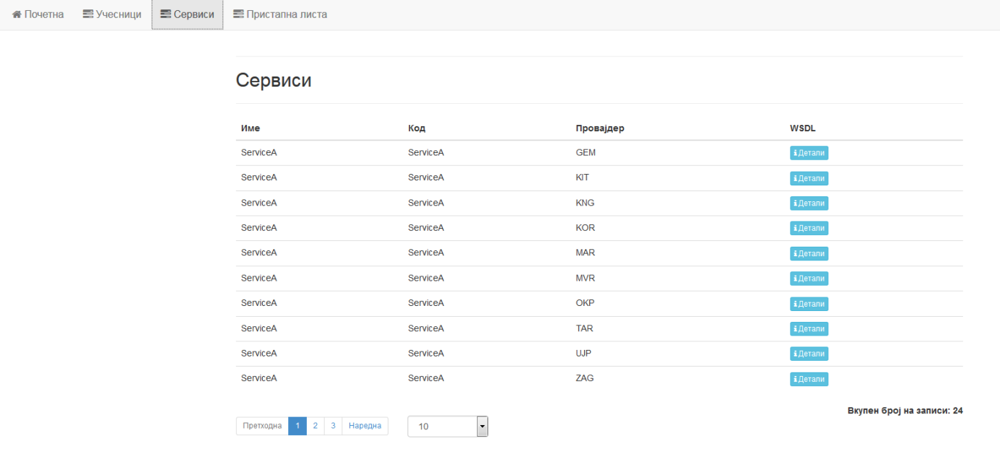 Почетна Учесници Сервиси Пристапна листа
Сервиси
Име Код Провајдер WSDL
ServiceA ServiceA GEM Детали
ServiceA ServiceA KIT Детали
ServiceA ServiceA KNG Детали
ServiceA ServiceA KOR Детали
ServiceA ServiceA MAR Детали
ServiceA ServiceA MVR Детали
ServiceA ServiceA OKP Детали
ServiceA ServiceA TAR Детали
ServiceA ServiceA UJP Детали
ServiceA ServiceA ZAG Детали
Вкупен број на записи: 24
Претходна 1 2 3 Наредна 10